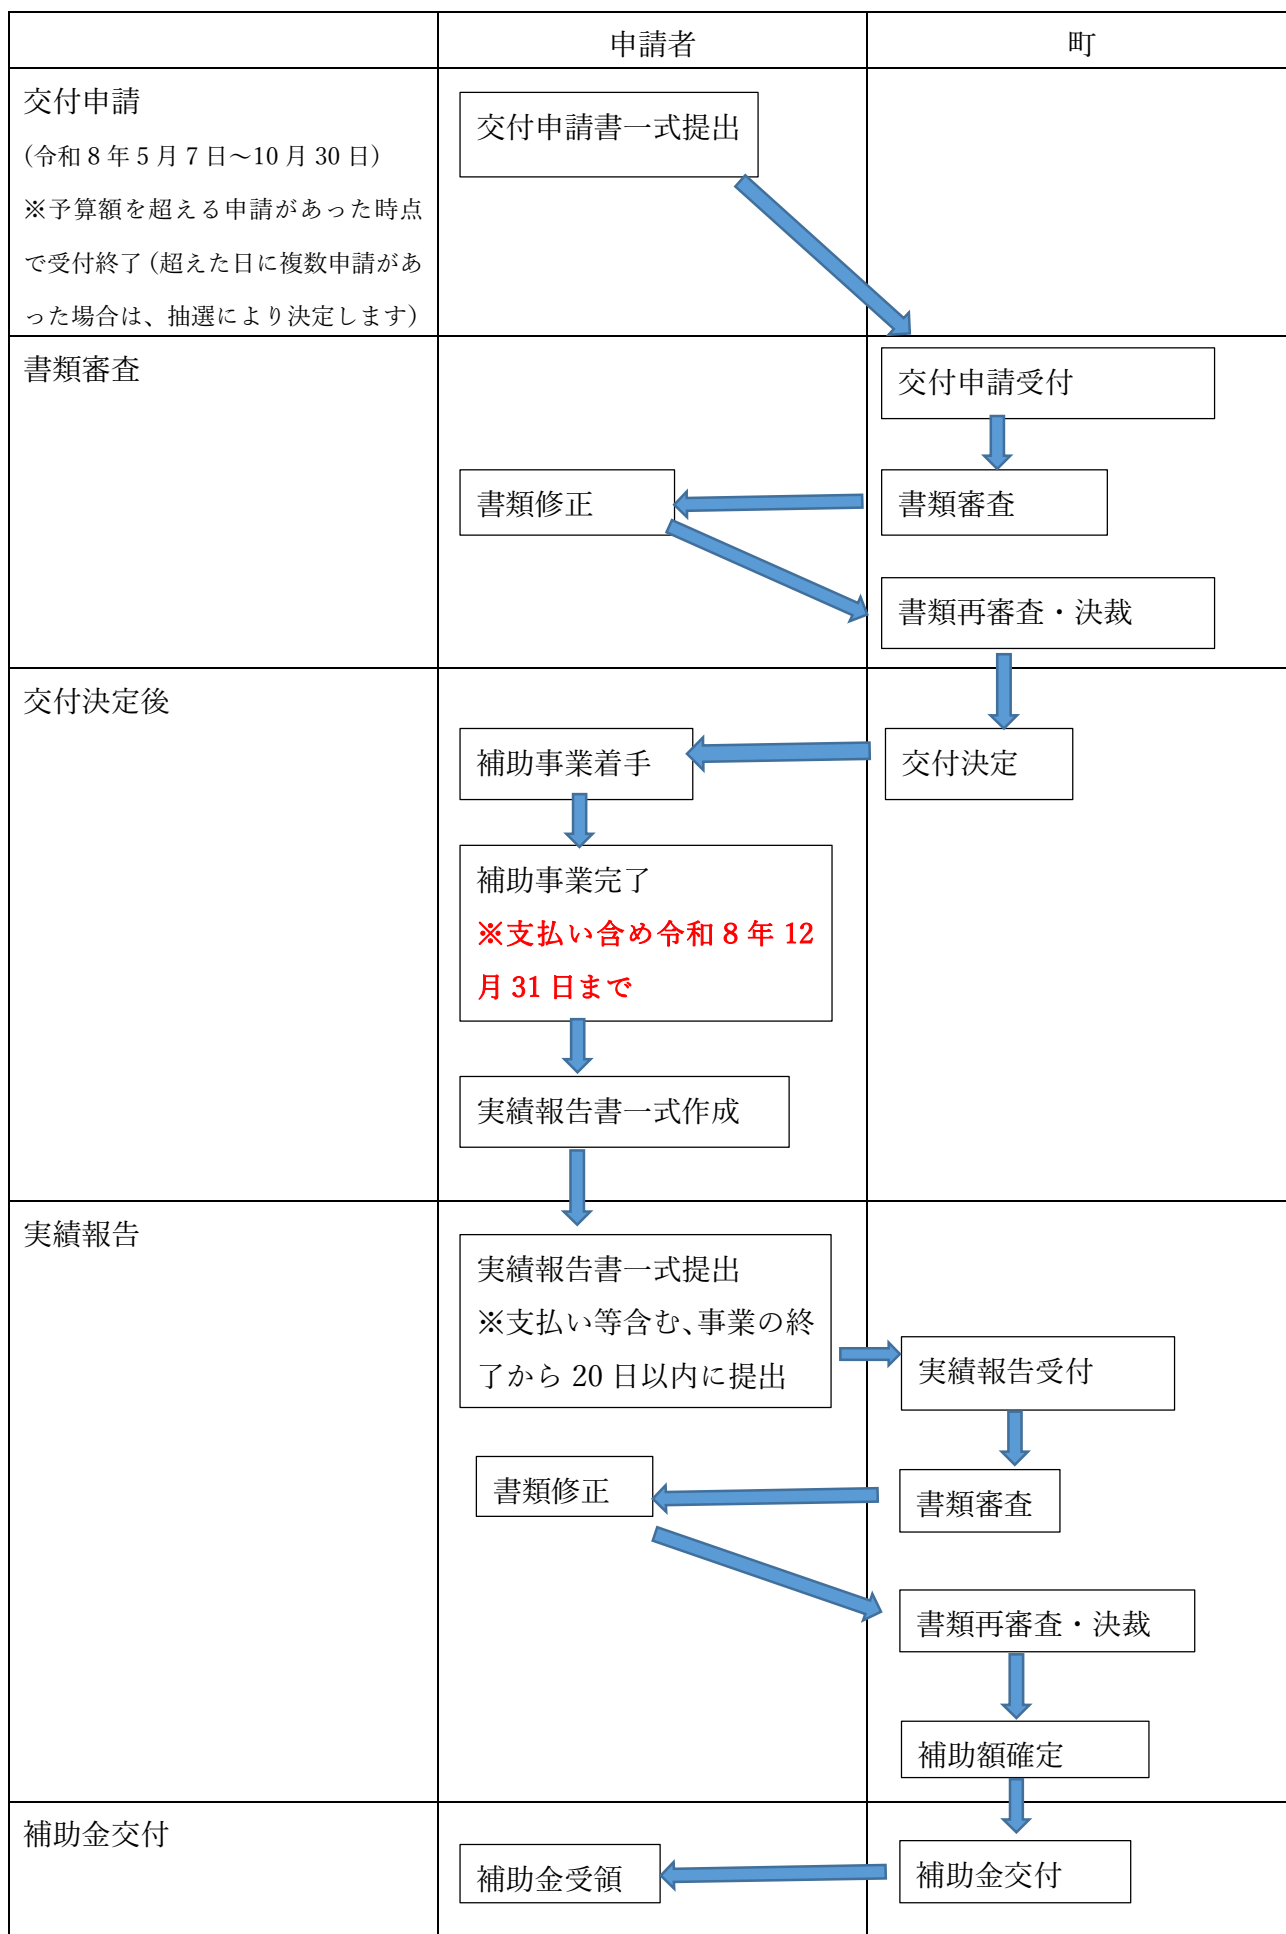 申請者
町
交付申請
(令和 8 年 5 月 7 日～10 月 30 日)
※予算額を超える申請があった時点
で受付終了(超えた日に複数申請があ
った場合は、抽選により決定します)
交付申請書一式提出
書類審査
交付申請受付
書類修正
書類審査
書類再審査・決裁
交付決定後
補助事業着手
交付決定
補助事業完了
※支払い含め令和 8 年 12
月 31 日まで
実績報告書一式作成
実績報告
実績報告書一式提出
※支払い等含む、事業の終
了から 20 日以内に提出
実績報告受付
書類修正
書類審査
書類再審査・決裁
補助額確定
補助金交付
補助金受領
補助金交付